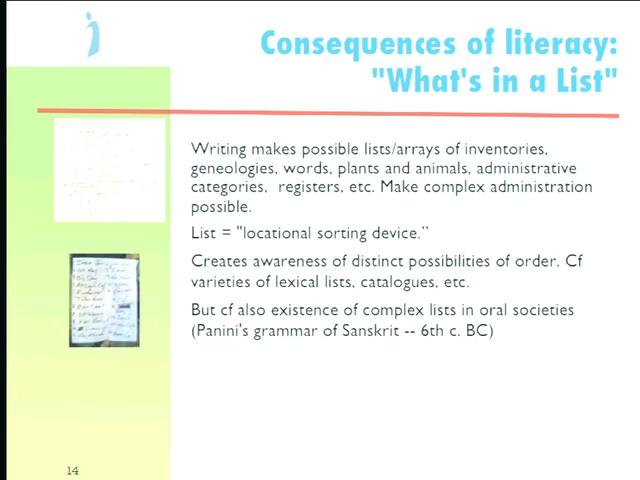 Consequences of literacy:
"What's in a List"
Writing makes possible lists/arrays of inventories,
geneologies, words, plants and animals, administrative
categories, registers, etc. Make complex administration
possible.
List = "locational sorting device."
Creates awareness of distinct possibilities of order. Cf
varieties of lexical lists, catalogues, etc.
But cf also existence of complex lists in oral societies
(Panini's grammar of Sanskrit -- 6th c. BC)
14